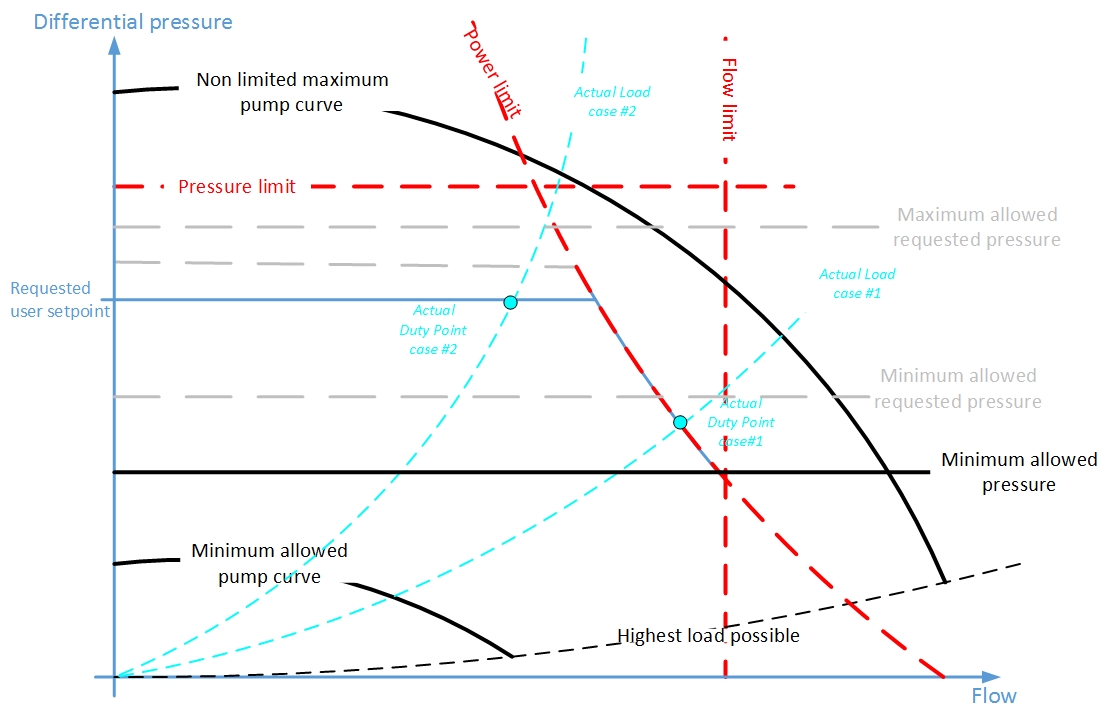 Differential pressure
Power limit
Non limited maximum
pump curve
Actual Load
case #2
Flow limit
Pressure limit
Maximum allowed
requested pressure
Requested
user setpoint
Actual Load
case #1
Actual
Duty Point
case #2
Minimum allowed
requested pressure
Actual
Duty Point
case#1
Minimum allowed
pressure
Minimum allowed
pump curve
Highest load possible
Flow